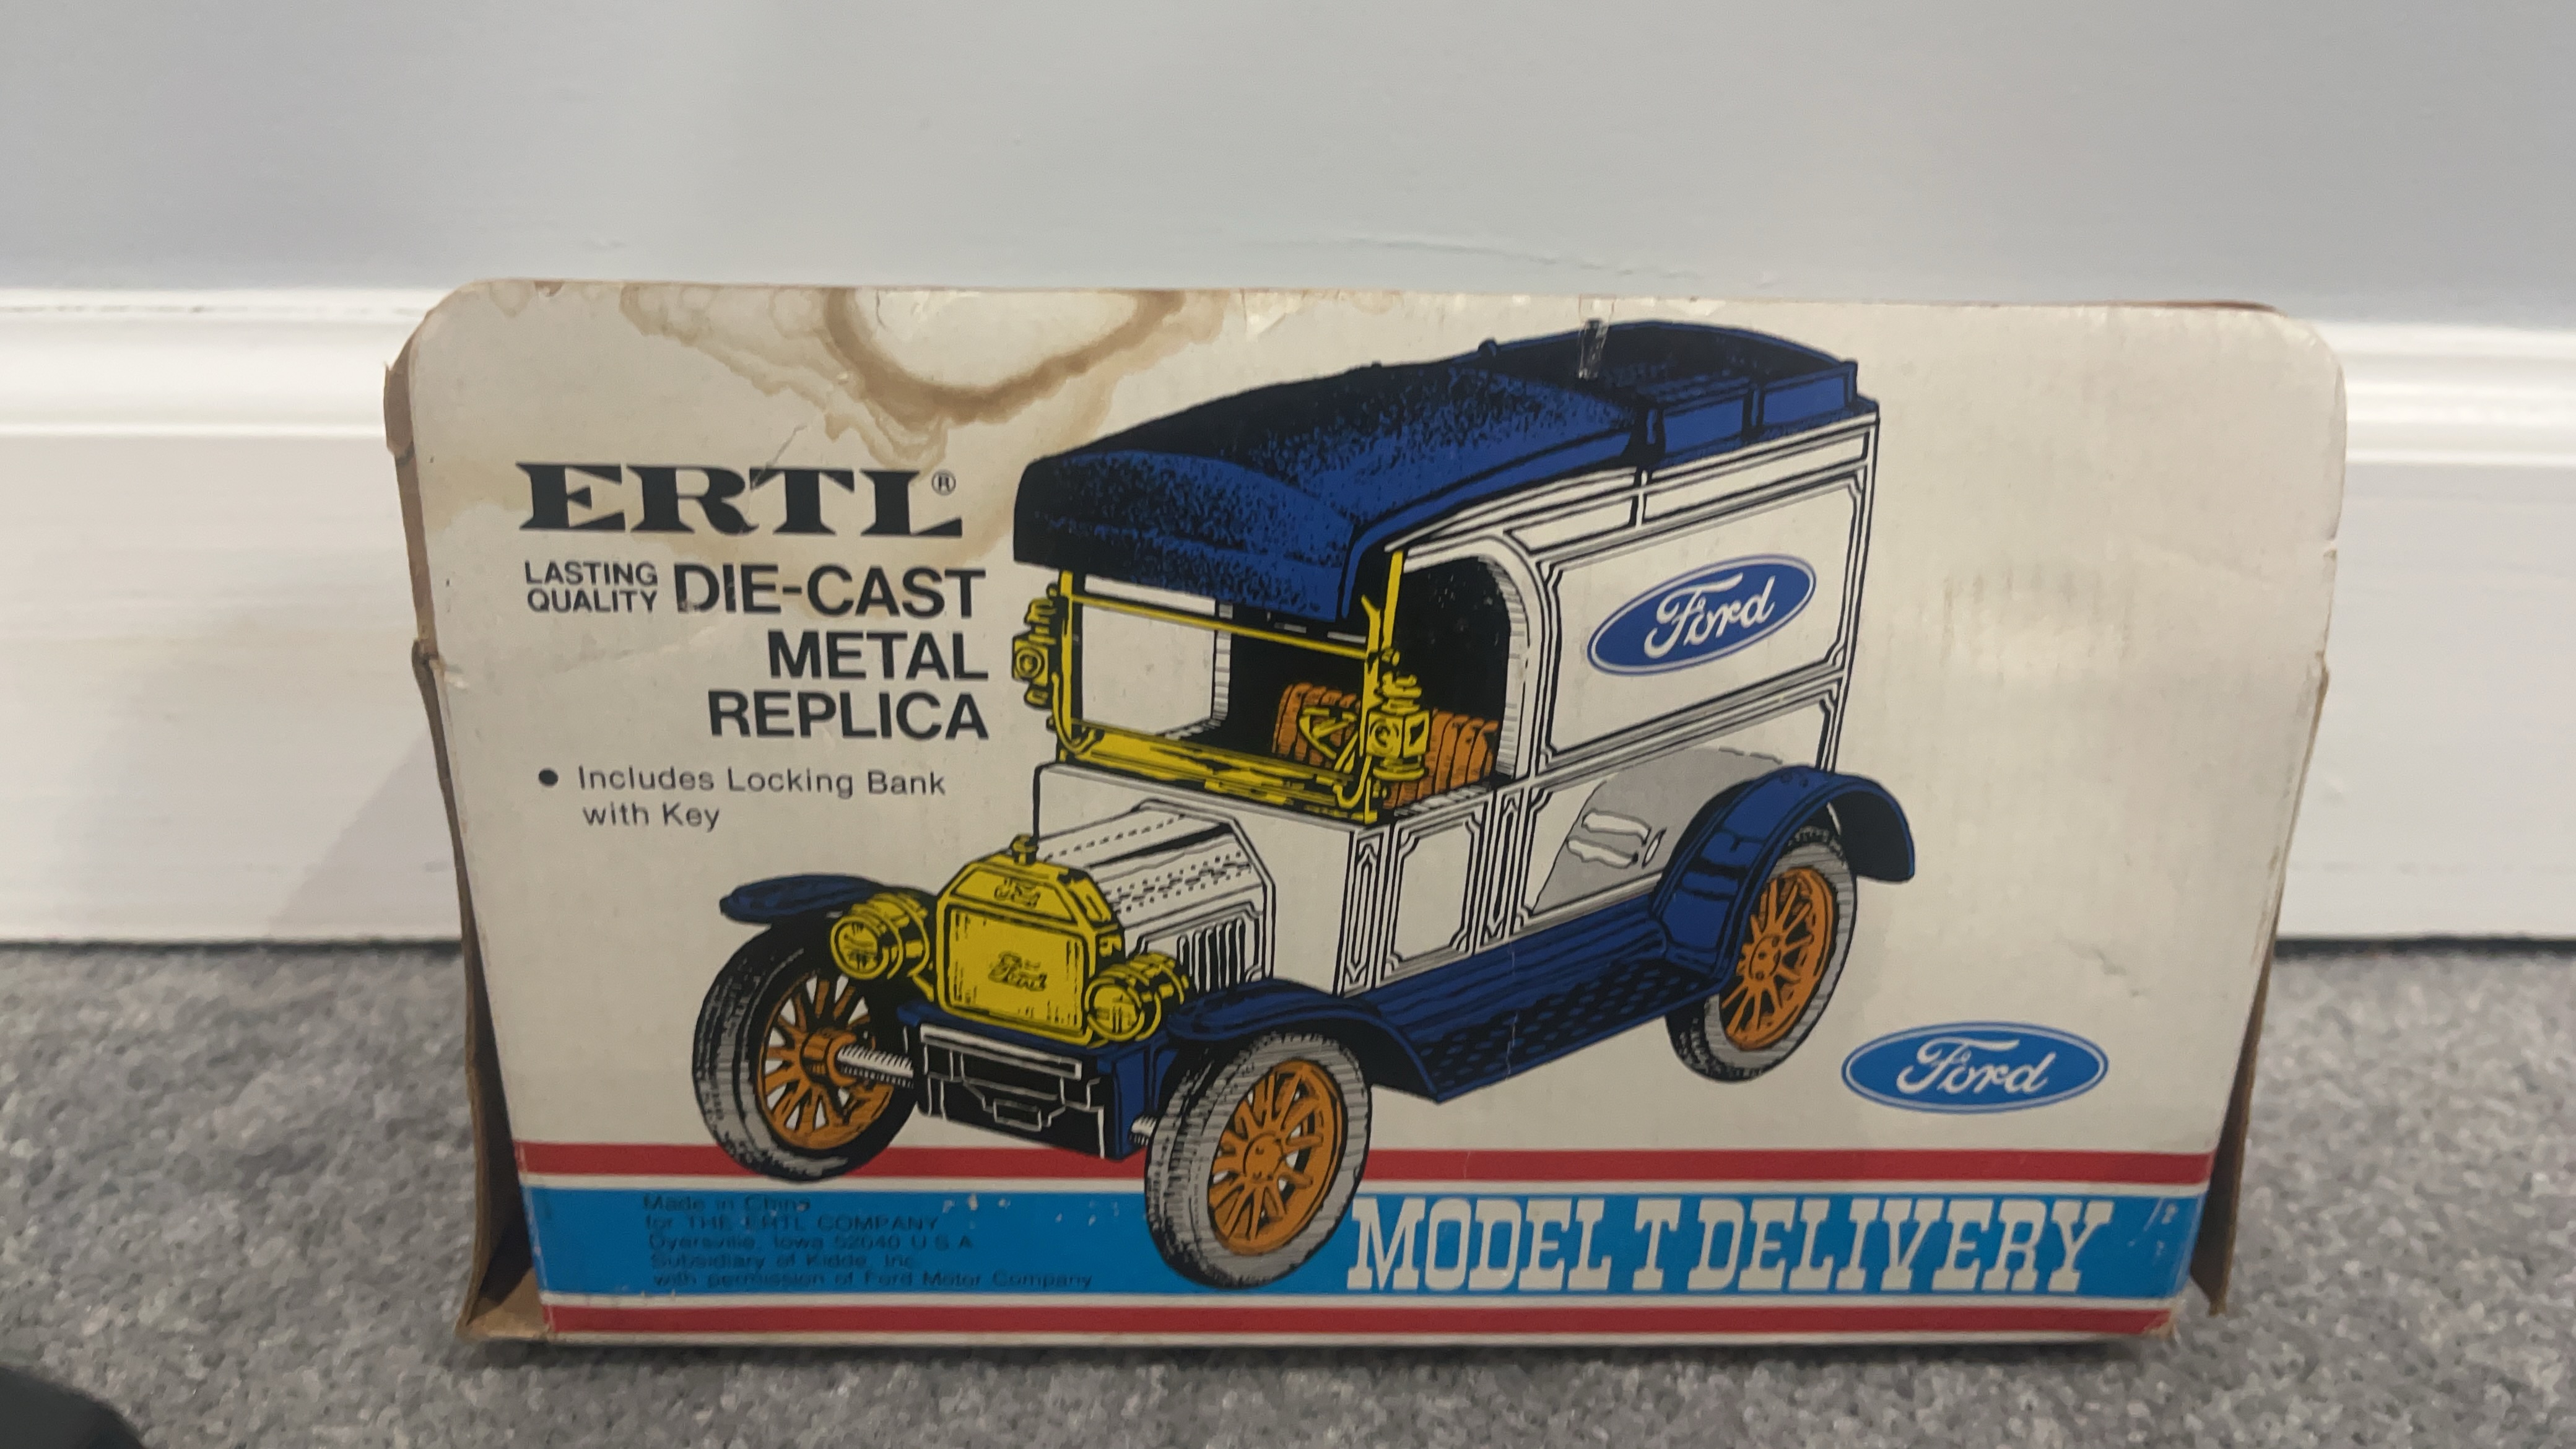 ERTL®
LASTING QUALITY DIE-CAST
METAL
REPLICA
• Includes Locking Bank
with Key
Ford
Ford
Ford
Made in China
for THE ERTL COMPANY
Dyersville, Iowa 52040 U.S.A.
Subsidiary of Kidde, Inc.
with permission of Ford Motor Company
MODEL T DELIVERY